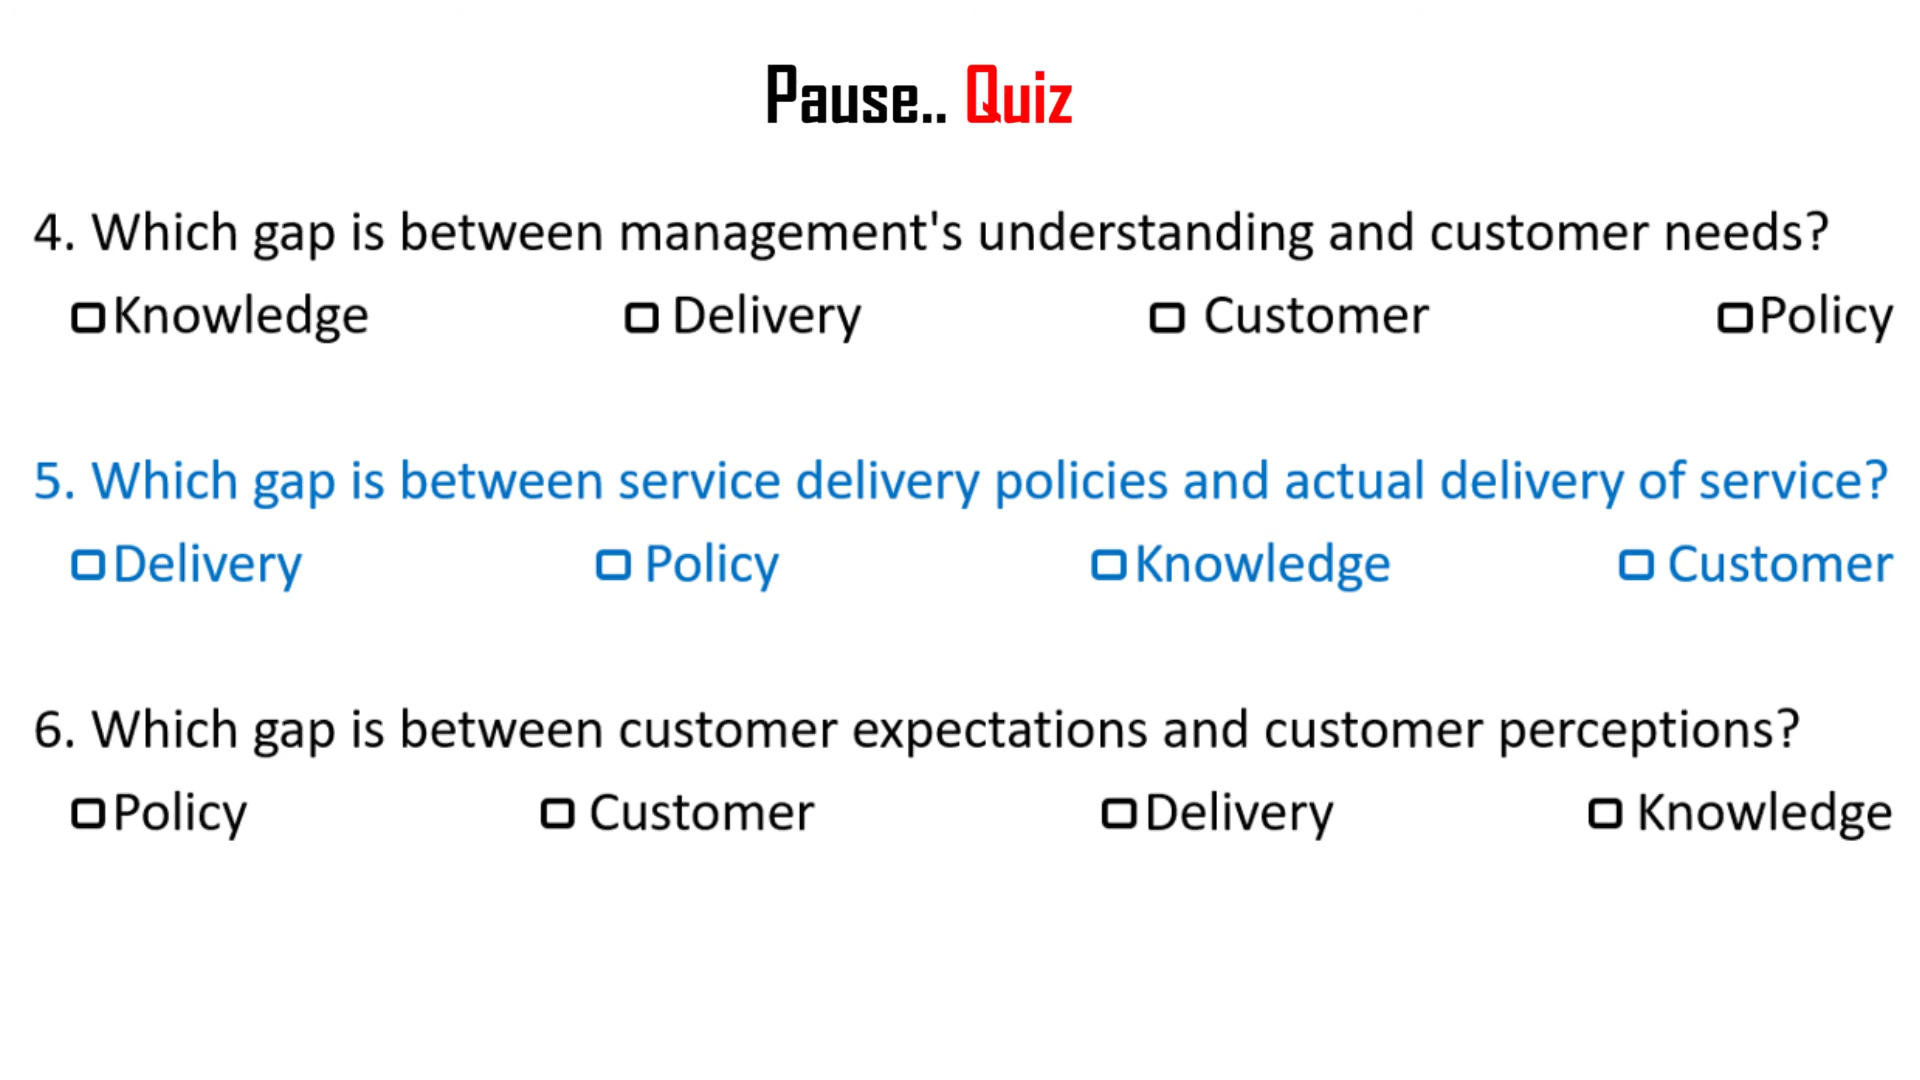 Pause.. Quiz
4. Which gap is between management's understanding and customer needs?
Knowledge Delivery Customer Policy
5. Which gap is between service delivery policies and actual delivery of service?
Delivery Policy Knowledge Customer
6. Which gap is between customer expectations and customer perceptions?
Policy Customer Delivery Knowledge